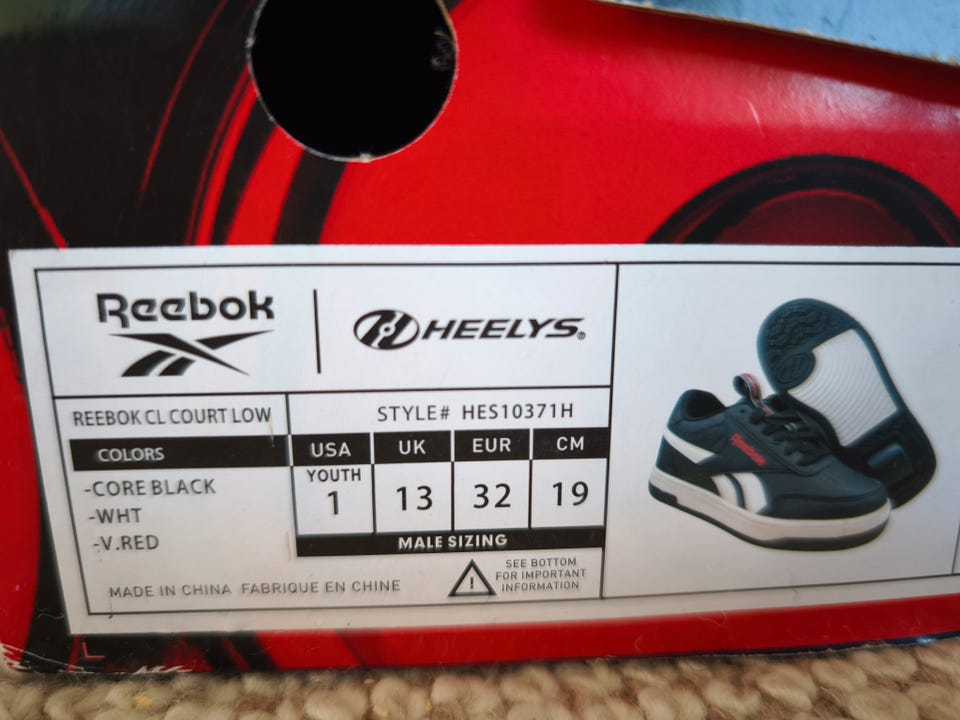 Reebok
HEELYS®
REEBOK CL COURT LOW
STYLE# HES10371H
COLORS
-CORE BLACK
-WHT
-V.RED
USA UK EUR CM
YOUTH
1 13 32 19
MALE SIZING
MADE IN CHINA FABRIQUE EN CHINE
SEE BOTTOM
FOR IMPORTANT
INFORMATION
Reebok